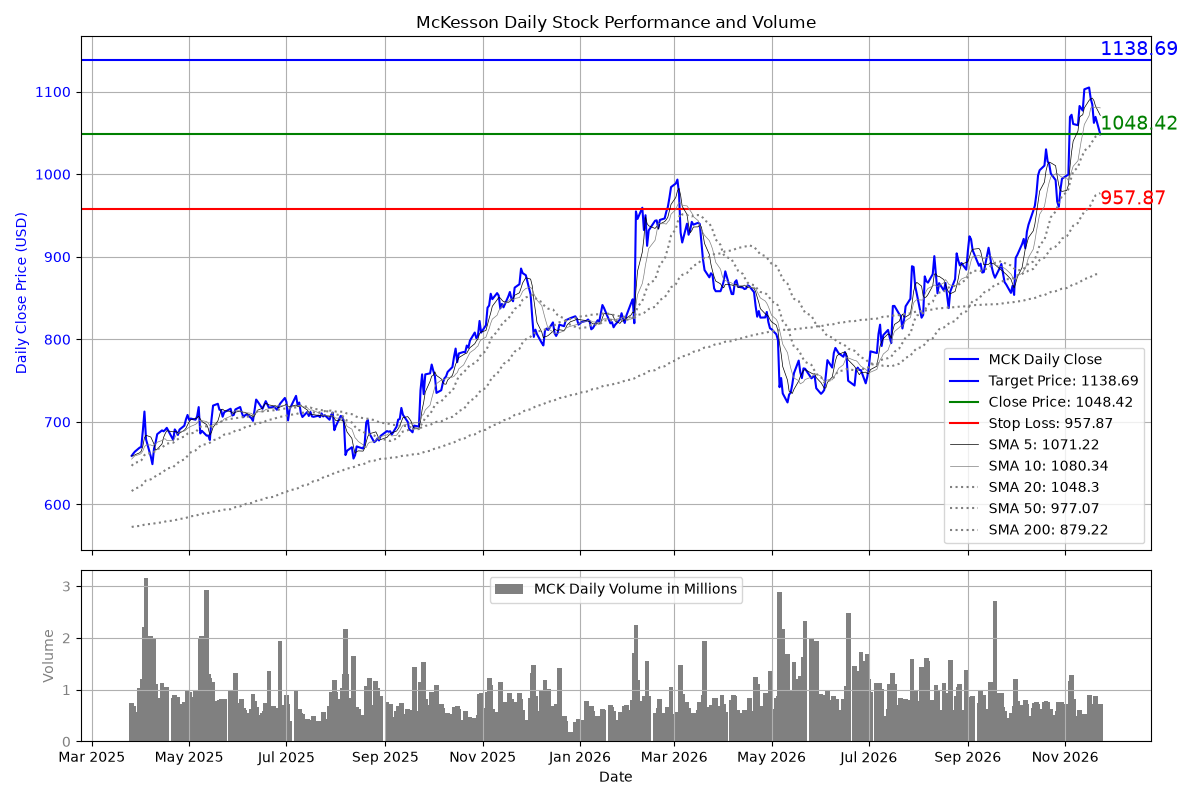 McKesson Daily Stock Performance and Volume
1138.69
1048.42
957.87
Daily Close Price (USD)
1100
1000
900
800
700
600
MCK Daily Close
Target Price: 1138.69
Close Price: 1048.42
Stop Loss: 957.87
SMA 5: 1071.22
SMA 10: 1080.34
SMA 20: 1048.3
SMA 50: 977.07
SMA 200: 879.22
MCK Daily Volume in Millions
Volume
3
2
1
0
Mar 2025 May 2025 Jul 2025 Sep 2025 Nov 2025 Jan 2026 Mar 2026 May 2026 Jul 2026 Sep 2026 Nov 2026
Date